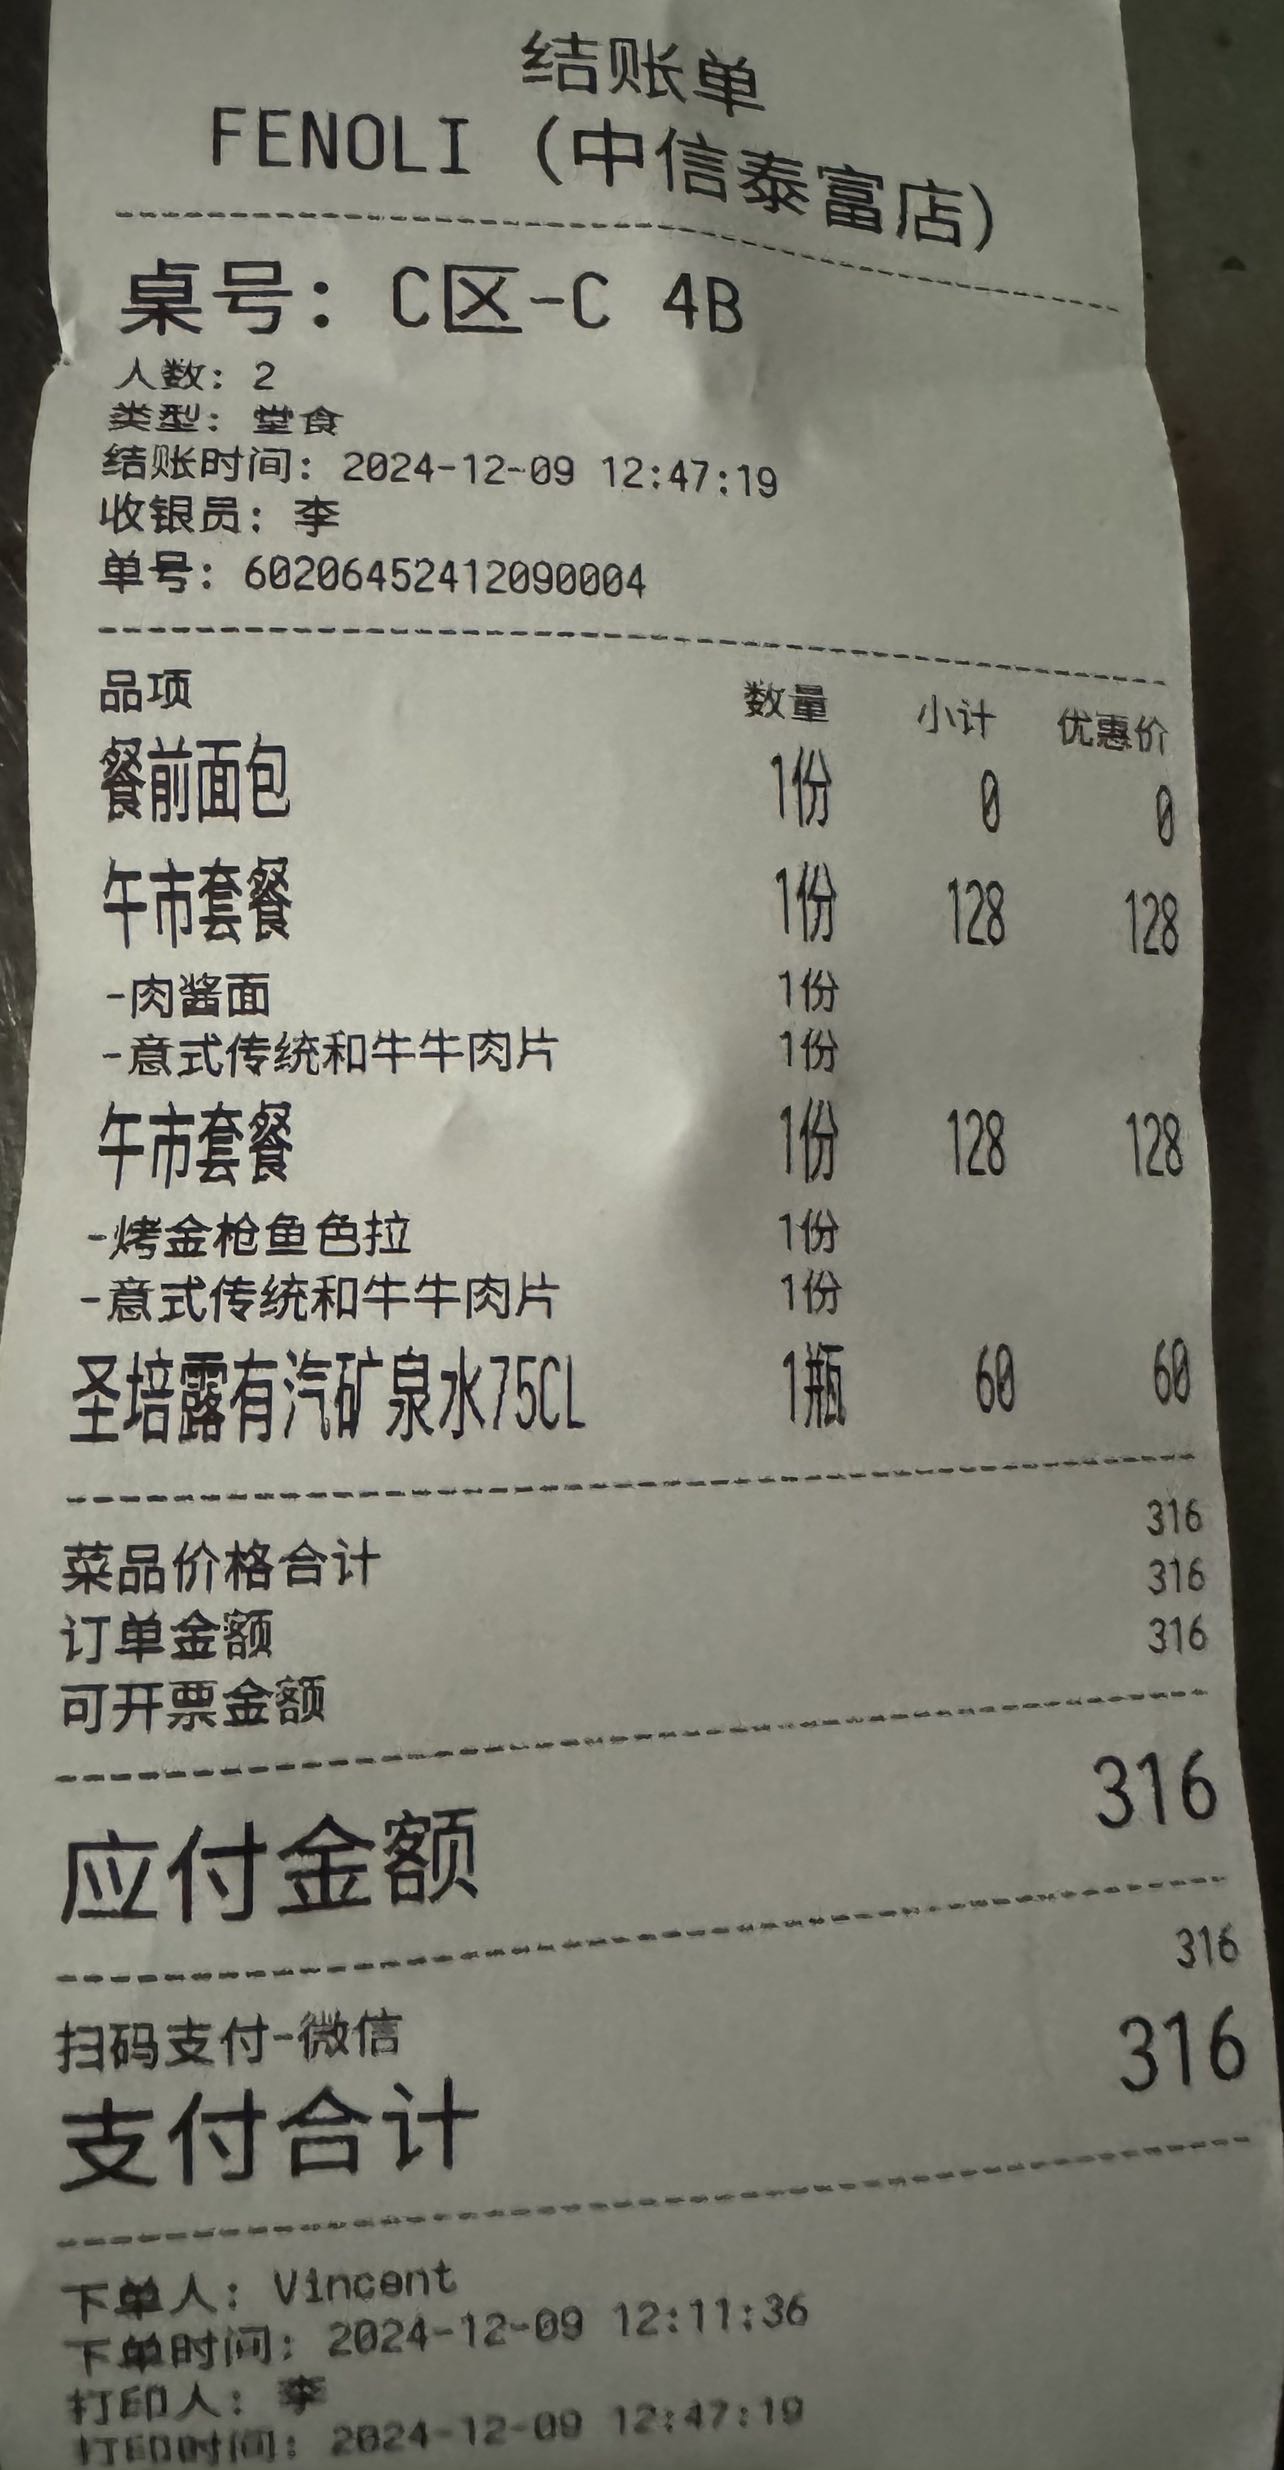 结账单
FENOLI (中信泰富店)
桌号: C区-C 4B
人数: 2
类型: 堂食
结账时间: 2024-12-09 12:47:19
收银员: 李
单号: 60206452412090004
品项 数量 小计 优惠价
餐前面包 1份 0 0
午市套餐 1份 128 128
-肉酱面 1份
-意式传统和牛牛肉片 1份
午市套餐 1份 128 128
-烤金枪鱼色拉 1份
-意式传统和牛牛肉片 1份
圣培露有汽矿泉水75CL 1瓶 60 60
菜品价格合计 316
订单金额 316
可开票金额 316
应付金额 316
扫码支付-微信 316
支付合计 316
下单人: Vincent
下单时间: 2024-12-09 12:11:36
打印人: 李
打印时间: 2024-12-09 12:47:19